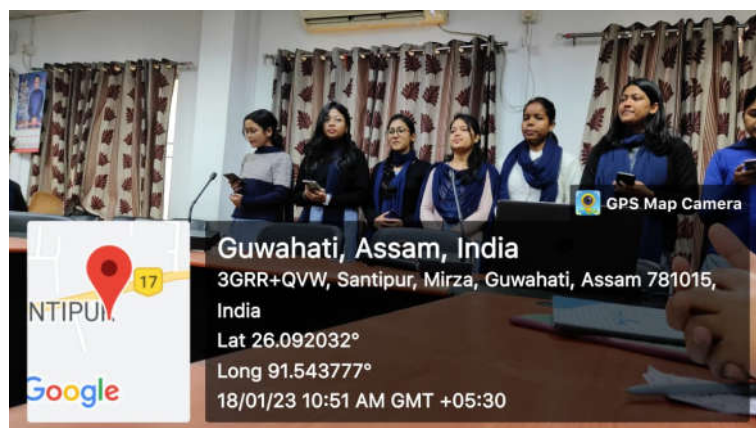 GPS Map Camera
Guwahati, Assam, India
3GRR+QVW, Santipur, Mirza, Guwahati, Assam 781015,
India
Lat 26.092032°
Long 91.543777°
18/01/23 10:51 AM GMT +05:30
17
NTIPUR
Google